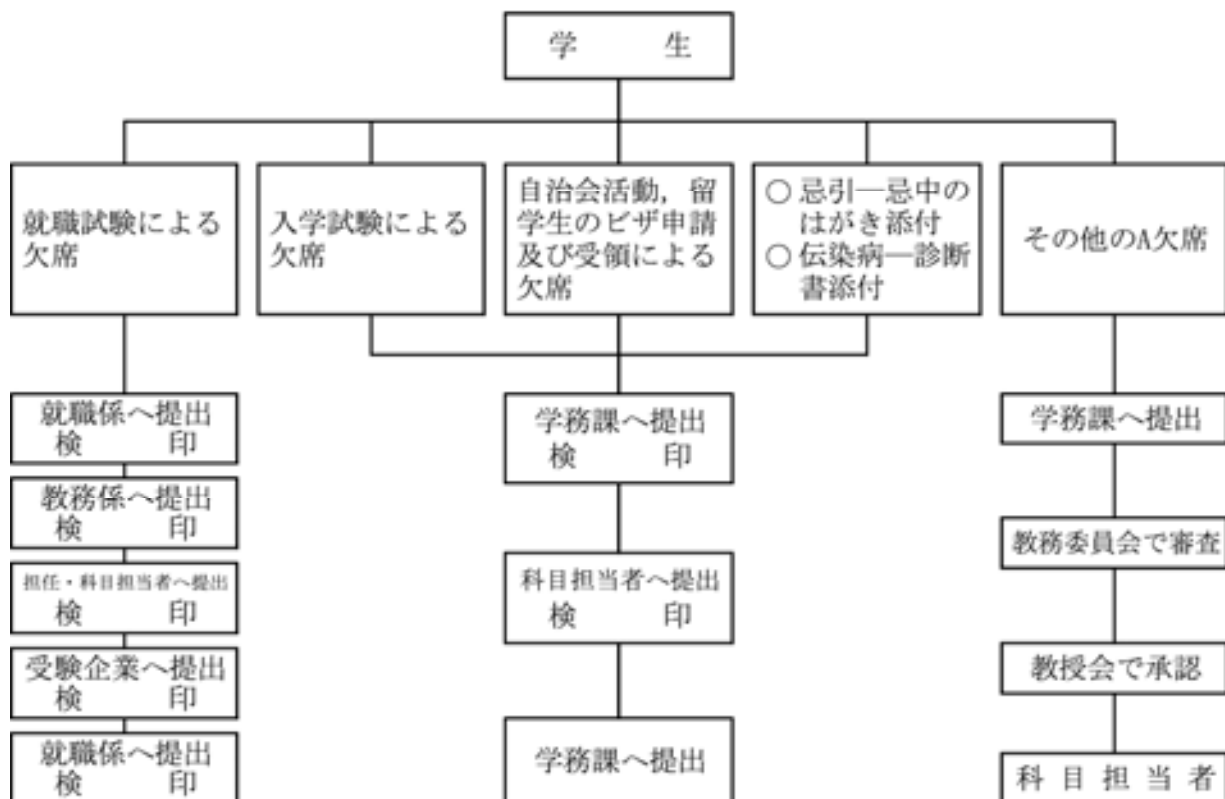 学 生
就職試験による
欠席
入学試験による
欠席
自治会活動，留
学生のビザ申請
及び受領による
欠席
○ 忌引―忌中の
はがき添付
○ 伝染病―診断
書添付
その他のA欠席
就職係へ提出
検 印
教務係へ提出
検 印
担任・科目担当者へ提出
検 印
受験企業へ提出
検 印
就職係へ提出
検 印
学務課へ提出
検 印
科目担当者へ提出
検 印
学務課へ提出
学務課へ提出
教務委員会で審査
教授会で承認
科 目 担 当 者